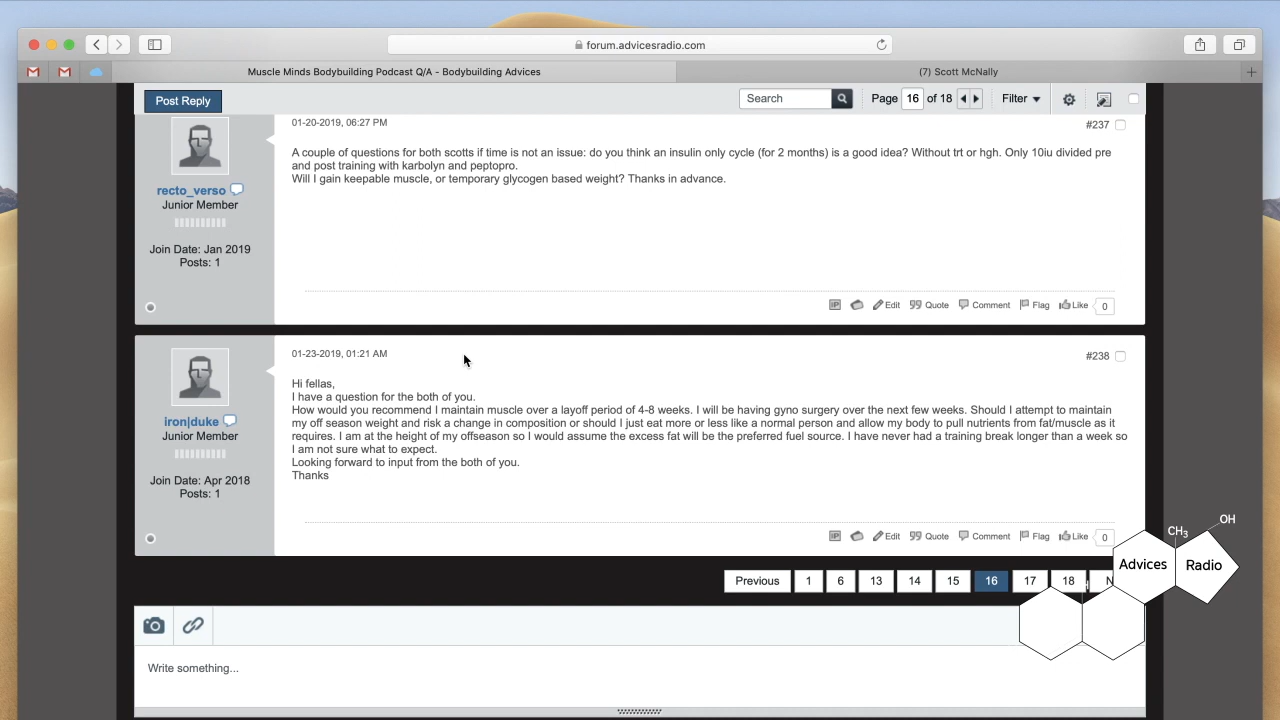 forum.advicesradio.com
Muscle Minds Bodybuilding Podcast Q/A - Bodybuilding Advices
(7) Scott McNally
Post Reply
Search
Page 16 of 18
Filter
01-20-2019, 06:27 PM
#237
recto_verso
Junior Member
Join Date: Jan 2019
Posts: 1
A couple of questions for both scotts if time is not an issue: do you think an insulin only cycle (for 2 months) is a good idea? Without trt or hgh. Only 10iu divided pre
and post training with karbolyn and peptopro.
Will I gain keepable muscle, or temporary glycogen based weight? Thanks in advance.
IP
Edit
Quote
Comment
Flag
Like
0
01-23-2019, 01:21 AM
#238
iron|duke
Junior Member
Join Date: Apr 2018
Posts: 1
Hi fellas,
I have a question for the both of you.
How would you recommend I maintain muscle over a layoff period of 4-8 weeks. I will be having gyno surgery over the next few weeks. Should I attempt to maintain
my off season weight and risk a change in composition or should I just eat more or less like a normal person and allow my body to pull nutrients from fat/muscle as it
requires. I am at the height of my offseason so I would assume the excess fat will be the preferred fuel source. I have never had a training break longer than a week so
I am not sure what to expect.
Looking forward to input from the both of you.
Thanks
IP
Edit
Quote
Comment
Flag
Like
0
Previous
1
6
13
14
15
16
17
18
N
CH3
OH
Advices
Radio
Write something...